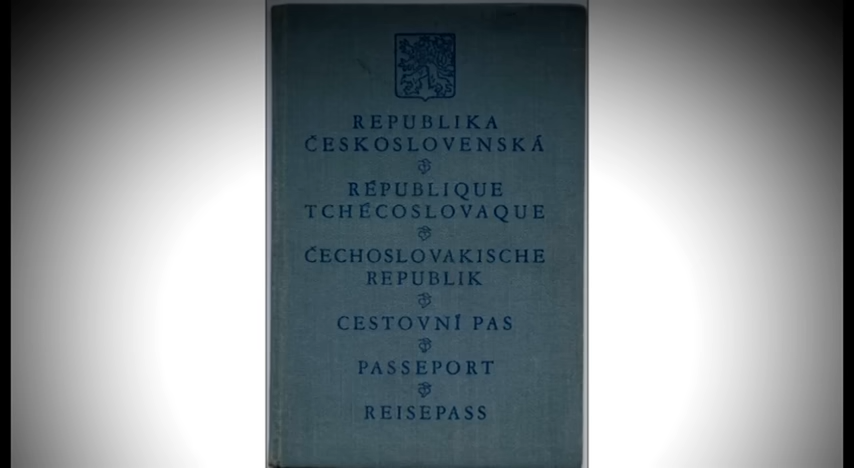 REPUBLIKA
ČESKOSLOVENSKÁ
RÉPUBLIQUE
TCHÉCOSLOVAQUE
ČECHOSLOVAKISCHE
REPUBLIK
CESTOVNÍ PAS
PASSEPORT
REISEPASS